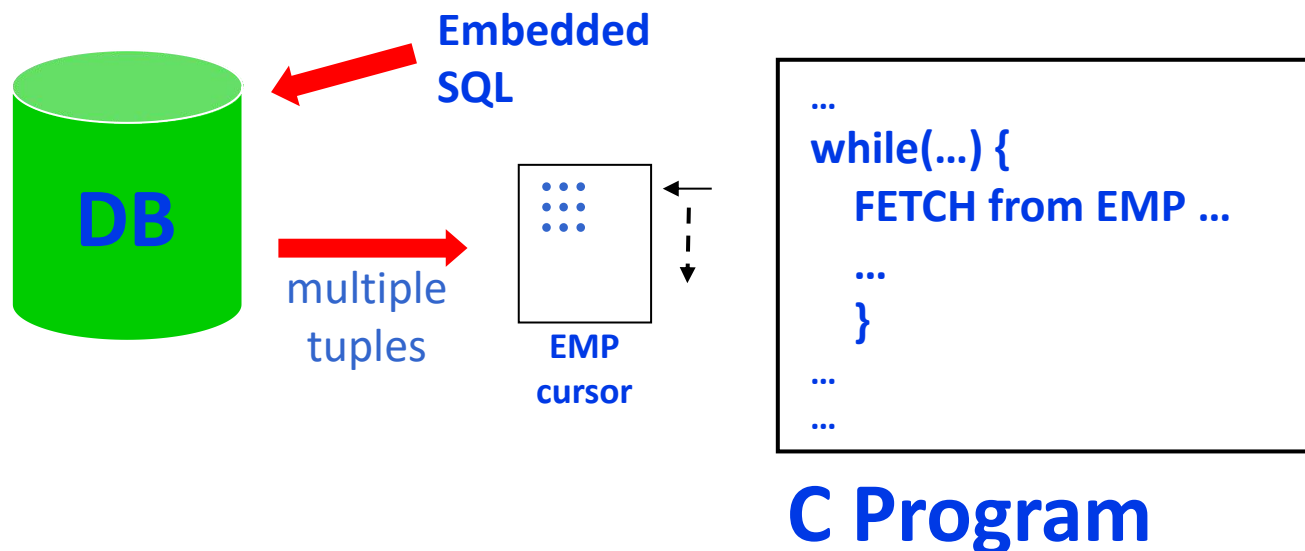 Embedded
SQL
DB
multiple
tuples
EMP
cursor
…
while(…) {
FETCH from EMP …
…
}
…
…
C Program